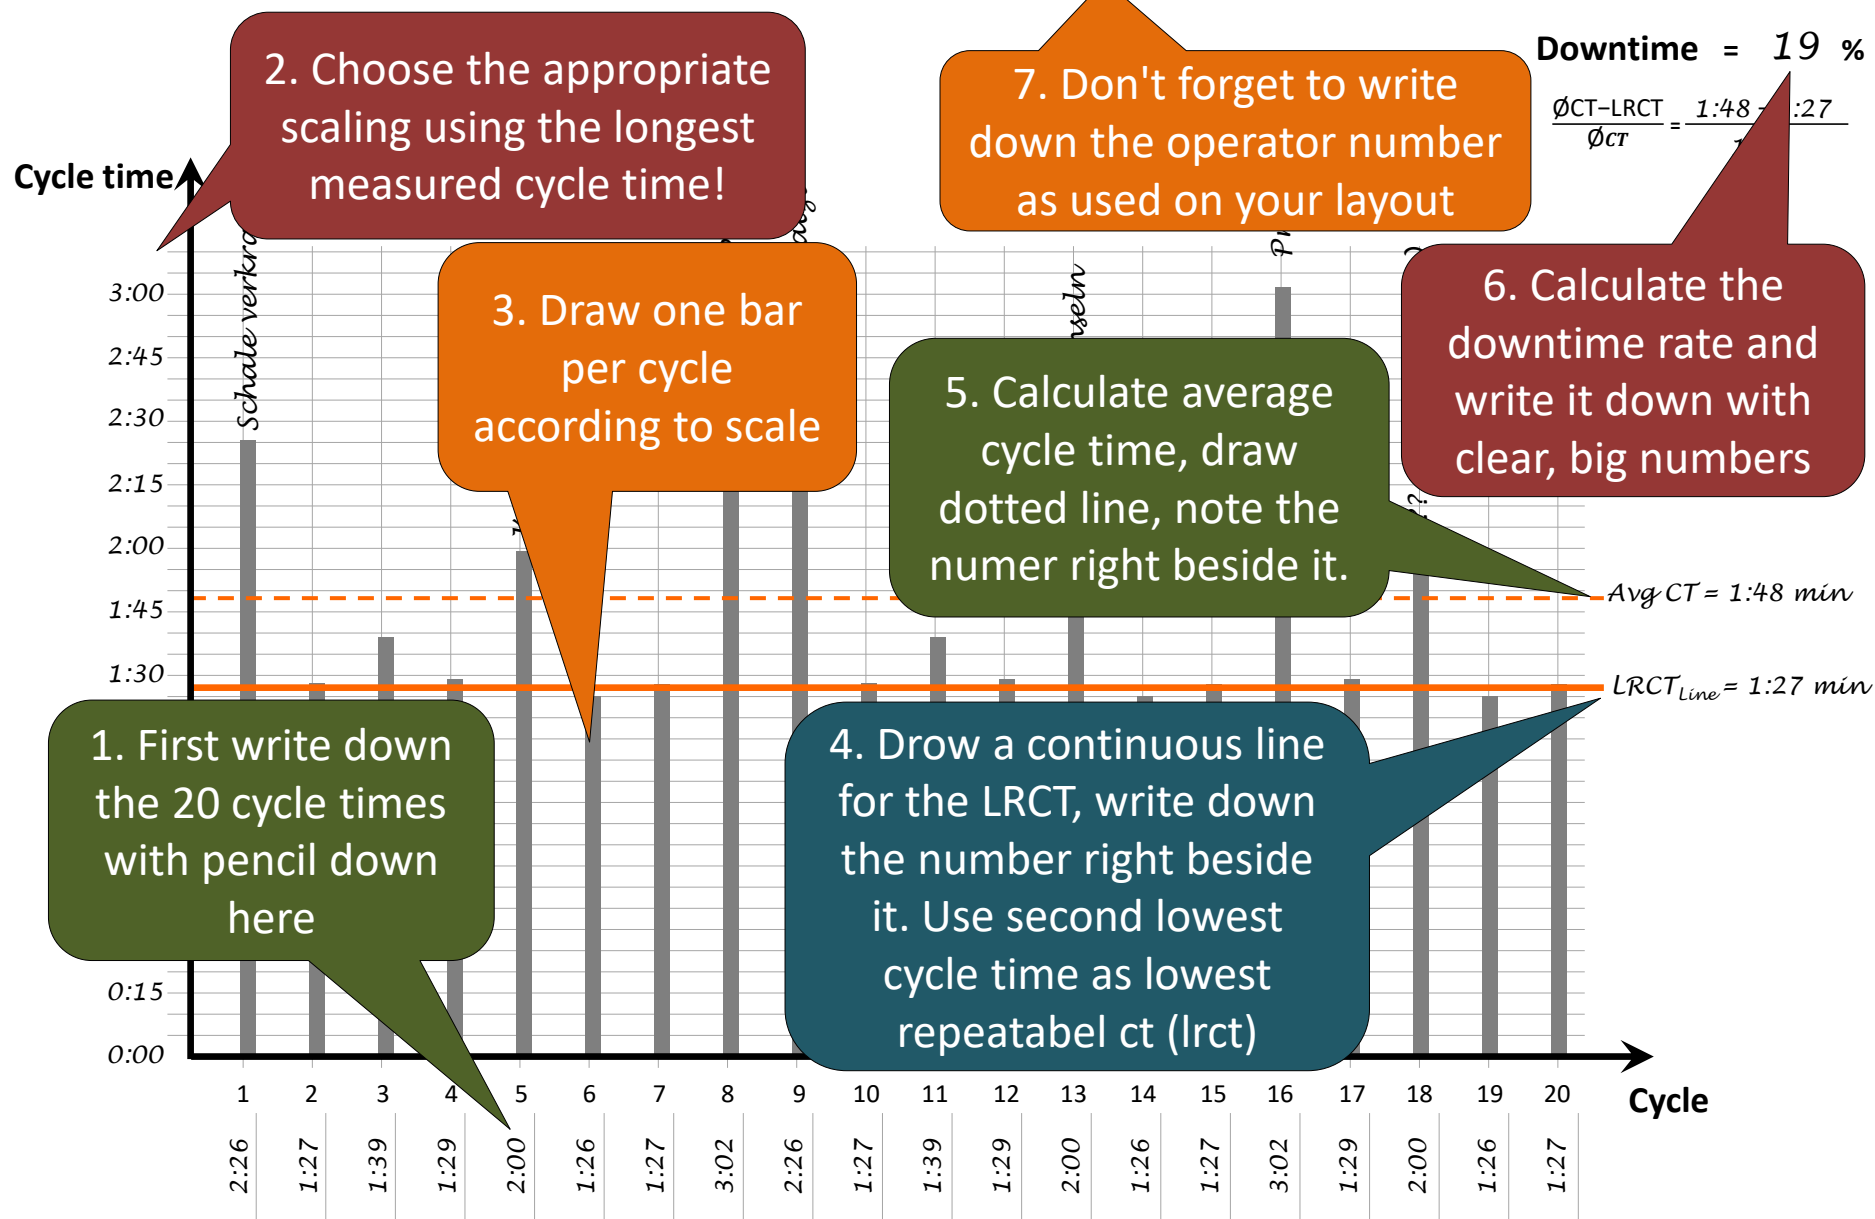 2. Choose the appropriate
scaling using the longest
measured cycle time!
7. Don't forget to write
down the operator number
as used on your layout
Downtime = 19 %
ØCT–LRCT
ØCT
=
1:48 - :27
Cycle time
Schale verkra
3. Draw one bar
per cycle
according to scale
6. Calculate the
downtime rate and
write it down with
clear, big numbers
5. Calculate average
cycle time, draw
dotted line, note the
numer right beside it.
3:00
2:45
2:30
2:15
2:00
1:45
1:30
0:15
0:00
Avg CT = 1:48 min
LRCT Line = 1:27 min
1. First write down
the 20 cycle times
with pencil down
here
4. Drow a continuous line
for the LRCT, write down
the number right beside
it. Use second lowest
cycle time as lowest
repeatabel ct (lrct)
1 2 3 4 5 6 7 8 9 10 11 12 13 14 15 16 17 18 19 20
Cycle
2:26 1:27 1:39 1:29 2:00 1:26 1:27 3:02 2:26 1:27 1:39 1:29 2:00 1:26 1:27 3:02 1:29 2:00 1:26 1:27